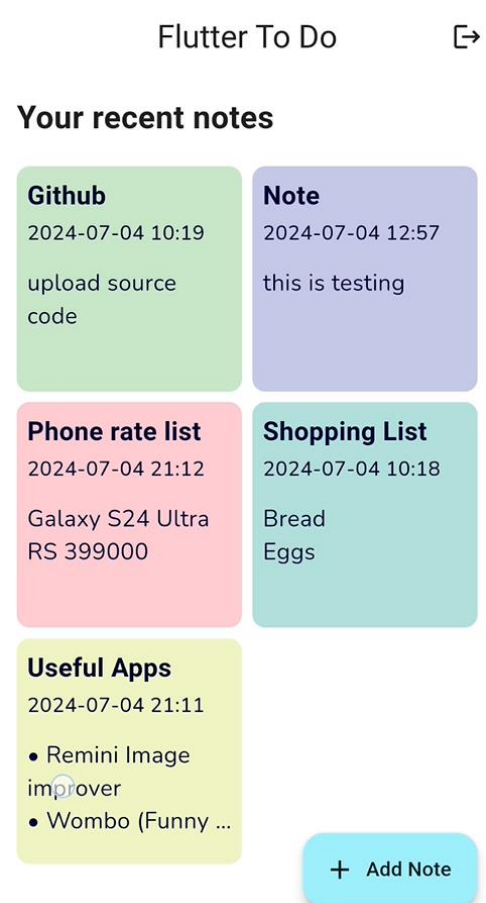 Flutter To Do
Your recent notes
Github
2024-07-04 10:19
upload source
code
Note
2024-07-04 12:57
this is testing
Phone rate list
2024-07-04 21:12
Galaxy S24 Ultra
RS 399000
Shopping List
2024-07-04 10:18
Bread
Eggs
Useful Apps
2024-07-04 21:11
• Remini Image
improver
• Wombo (Funny ...
+ Add Note